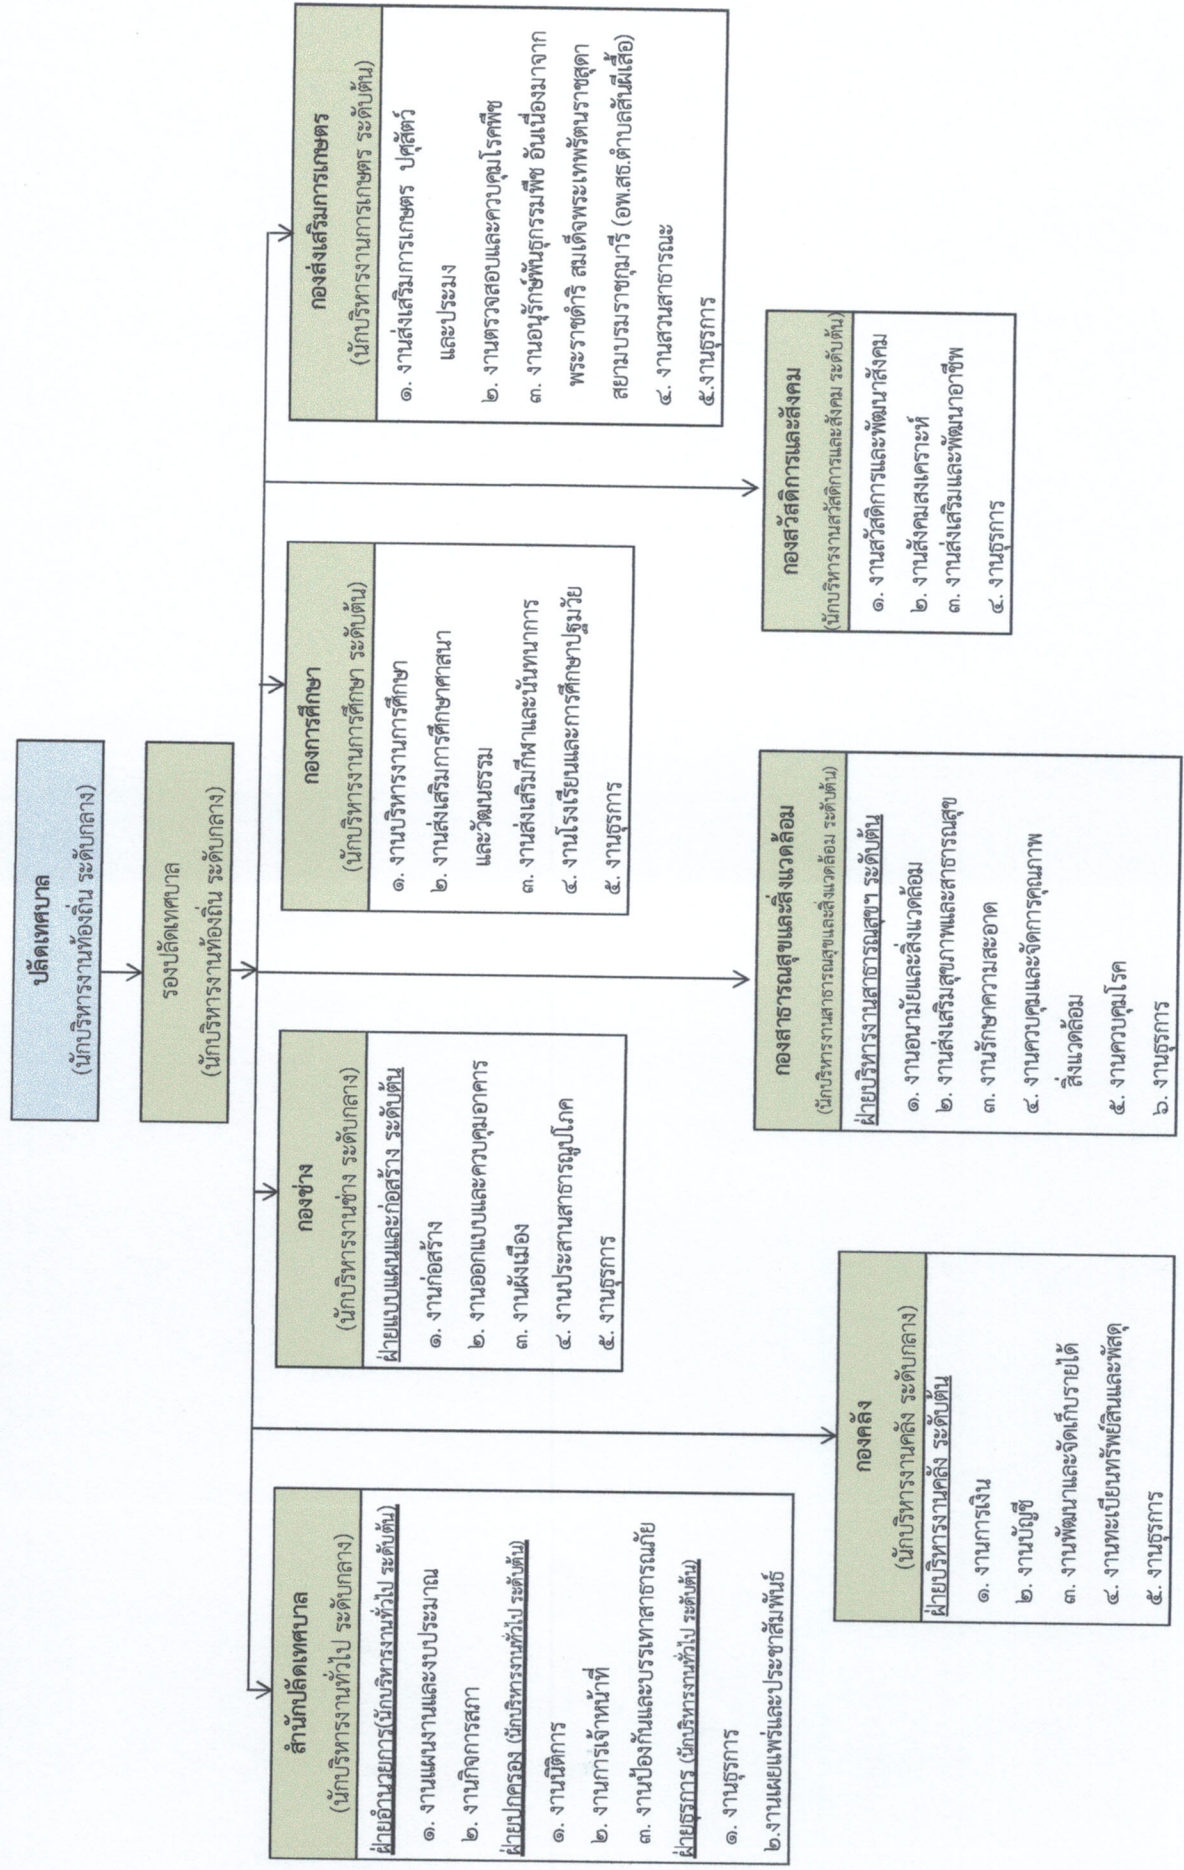 ปลัดเทศบาล
(นักบริหารงานท้องถิ่น ระดับกลาง)
รองปลัดเทศบาล
(นักบริหารงานท้องถิ่น ระดับกลาง)
สำนักปลัดเทศบาล
(นักบริหารงานทั่วไป ระดับกลาง)
ฝ่ายอำนวยการ(นักบริหารงานทั่วไป ระดับต้น)
๑. งานแผนงานและงบประมาณ
๒. งานกิจการสภา
ฝ่ายปกครอง (นักบริหารงานทั่วไป ระดับต้น)
๑. งานนิติการ
๒. งานการเจ้าหน้าที่
๓. งานป้องกันและบรรเทาสาธารณภัย
ฝ่ายธุรการ (นักบริหารงานทั่วไป ระดับต้น)
๑. งานธุรการ
๒.งานเผยแพร่และประชาสัมพันธ์
กองคลัง
(นักบริหารงานคลัง ระดับกลาง)
ฝ่ายบริหารงานคลัง ระดับต้น
๑. งานการเงิน
๒. งานบัญชี
๓. งานพัฒนาและจัดเก็บรายได้
๔. งานทะเบียนทรัพย์สินและพัสดุ
๕. งานธุรการ
กองช่าง
(นักบริหารงานช่าง ระดับกลาง)
ฝ่ายแบบแผนและก่อสร้าง ระดับต้น
๑. งานก่อสร้าง
๒. งานออกแบบและควบคุมอาคาร
๓. งานผังเมือง
๔. งานประสานสาธารณูปโภค
๕. งานธุรการ
กองสาธารณสุขและสิ่งแวดล้อม
(นักบริหารงานสาธารณสุขและสิ่งแวดล้อม ระดับต้น)
ฝ่ายบริหารงานสาธารณสุขฯ ระดับต้น
๑. งานอนามัยและสิ่งแวดล้อม
๒. งานส่งเสริมสุขภาพและสาธารณสุข
๓. งานรักษาความสะอาด
๔. งานควบคุมและจัดการคุณภาพ
สิ่งแวดล้อม
๕. งานควบคุมโรค
๖. งานธุรการ
กองการศึกษา
(นักบริหารงานการศึกษา ระดับต้น)
๑. งานบริหารงานการศึกษา
๒. งานส่งเสริมการศึกษาศาสนา
และวัฒนธรรม
๓. งานส่งเสริมกีฬาและนันทนาการ
๔. งานโรงเรียนและการศึกษาปฐมวัย
๕. งานธุรการ
กองสวัสดิการและสังคม
(นักบริหารงานสวัสดิการและสังคม ระดับต้น)
๑. งานสวัสดิการและพัฒนาสังคม
๒. งานสังคมสงเคราะห์
๓. งานส่งเสริมและพัฒนาอาชีพ
๔. งานธุรการ
กองส่งเสริมการเกษตร
(นักบริหารงานการเกษตร ระดับต้น)
๑. งานส่งเสริมการเกษตร ปศุสัตว์
และประมง
๒. งานตรวจสอบและควบคุมโรคพืช
๓. งานอนุรักษ์พันธุกรรมพืช อันเนื่องมาจาก
พระราชดำริ สมเด็จพระเทพรัตนราชสุดา
สยามบรมราชกุมารี (อพ.สธ.ตำบลสันผีเสื้อ)
๔. งานสวนสาธารณะ
๕.งานธุรการ